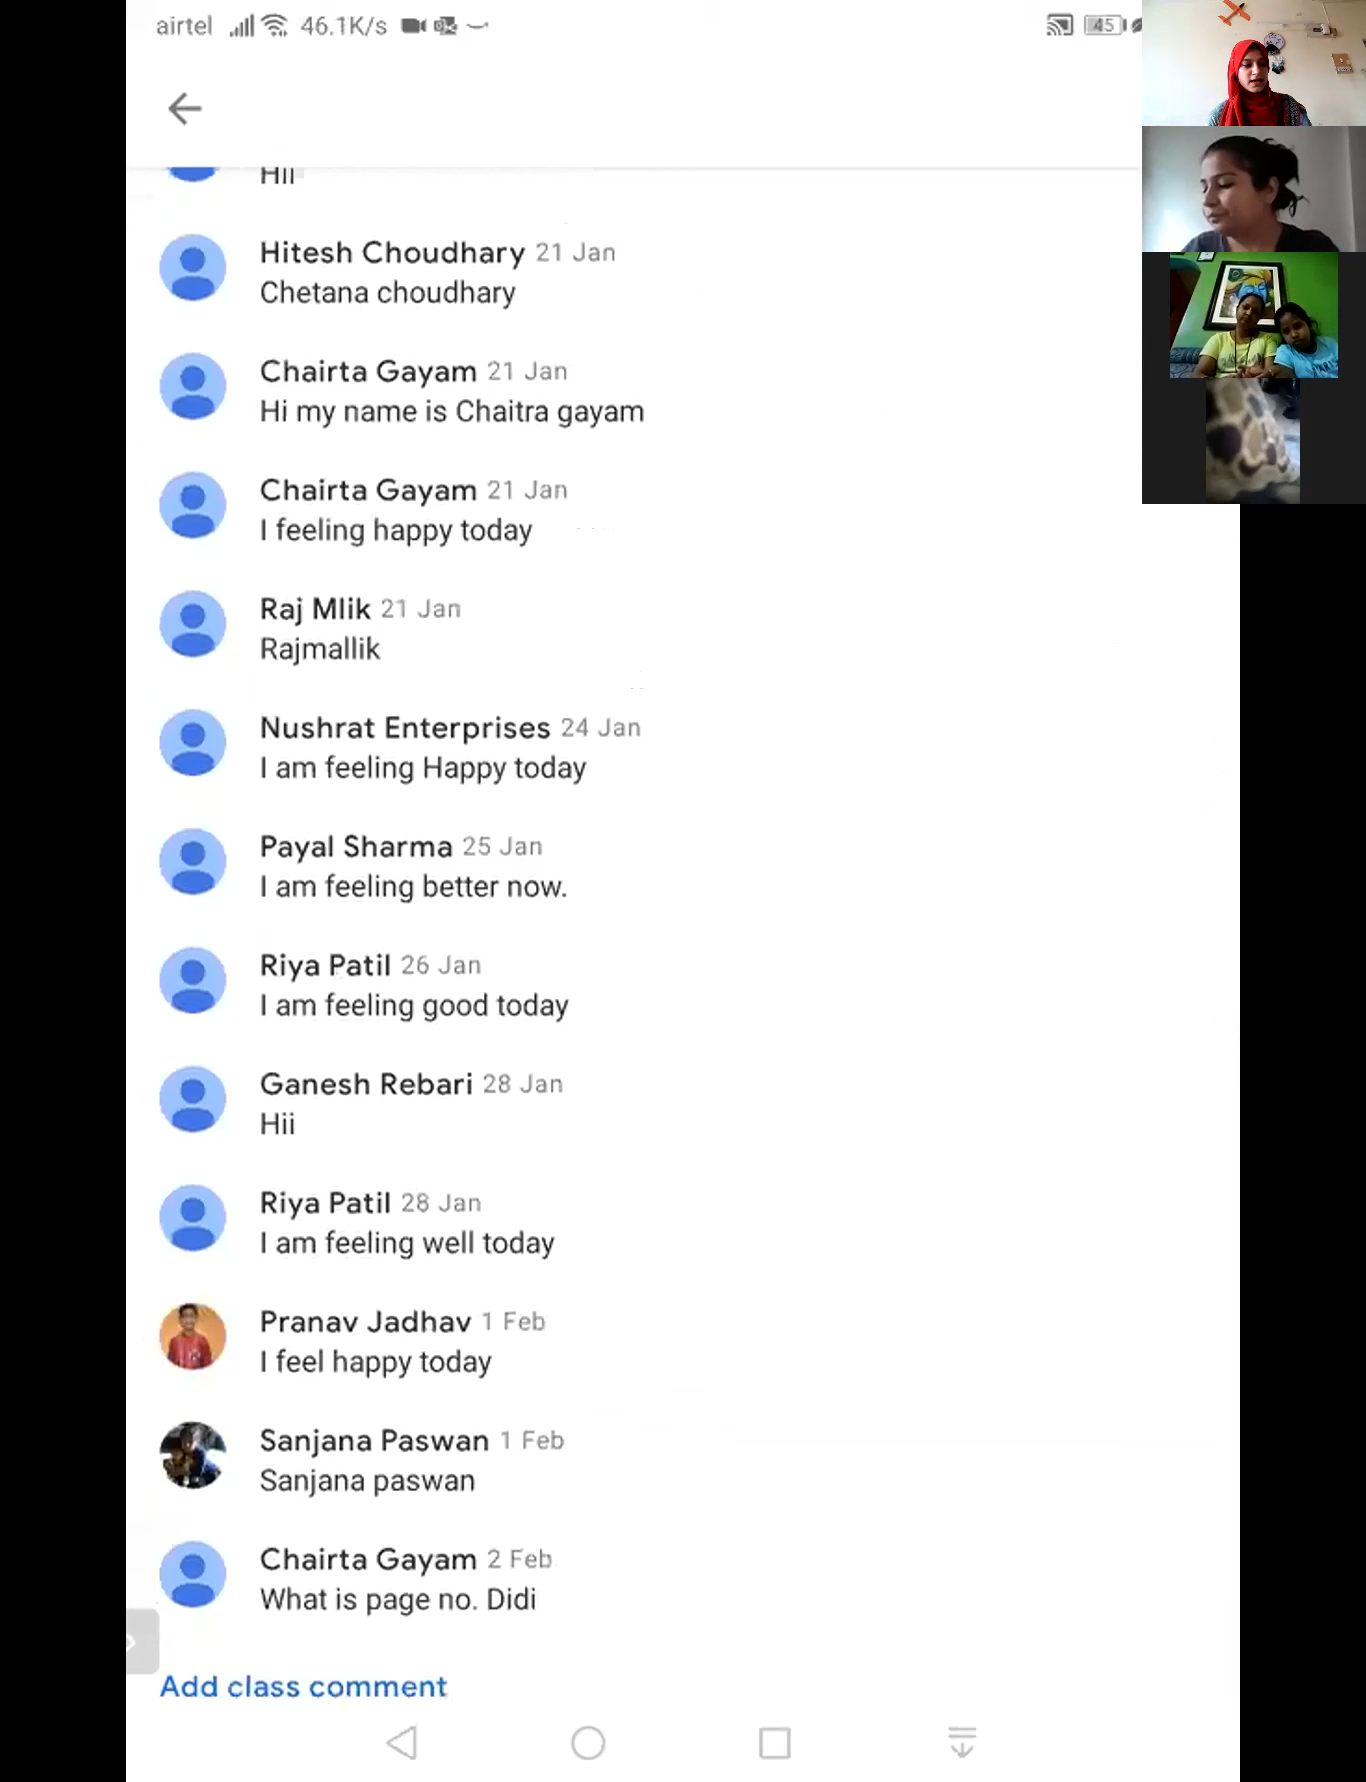 airtel 46.1K/s 45
Hii
Hitesh Choudhary 21 Jan
Chetana choudhary
Chairta Gayam 21 Jan
Hi my name is Chaitra gayam
Chairta Gayam 21 Jan
I feeling happy today
Raj Mlik 21 Jan
Rajmallik
Nushrat Enterprises 24 Jan
I am feeling Happy today
Payal Sharma 25 Jan
I am feeling better now.
Riya Patil 26 Jan
I am feeling good today
Ganesh Rebari 28 Jan
Hii
Riya Patil 28 Jan
I am feeling well today
Pranav Jadhav 1 Feb
I feel happy today
Sanjana Paswan 1 Feb
Sanjana paswan
Chairta Gayam 2 Feb
What is page no. Didi
Add class comment